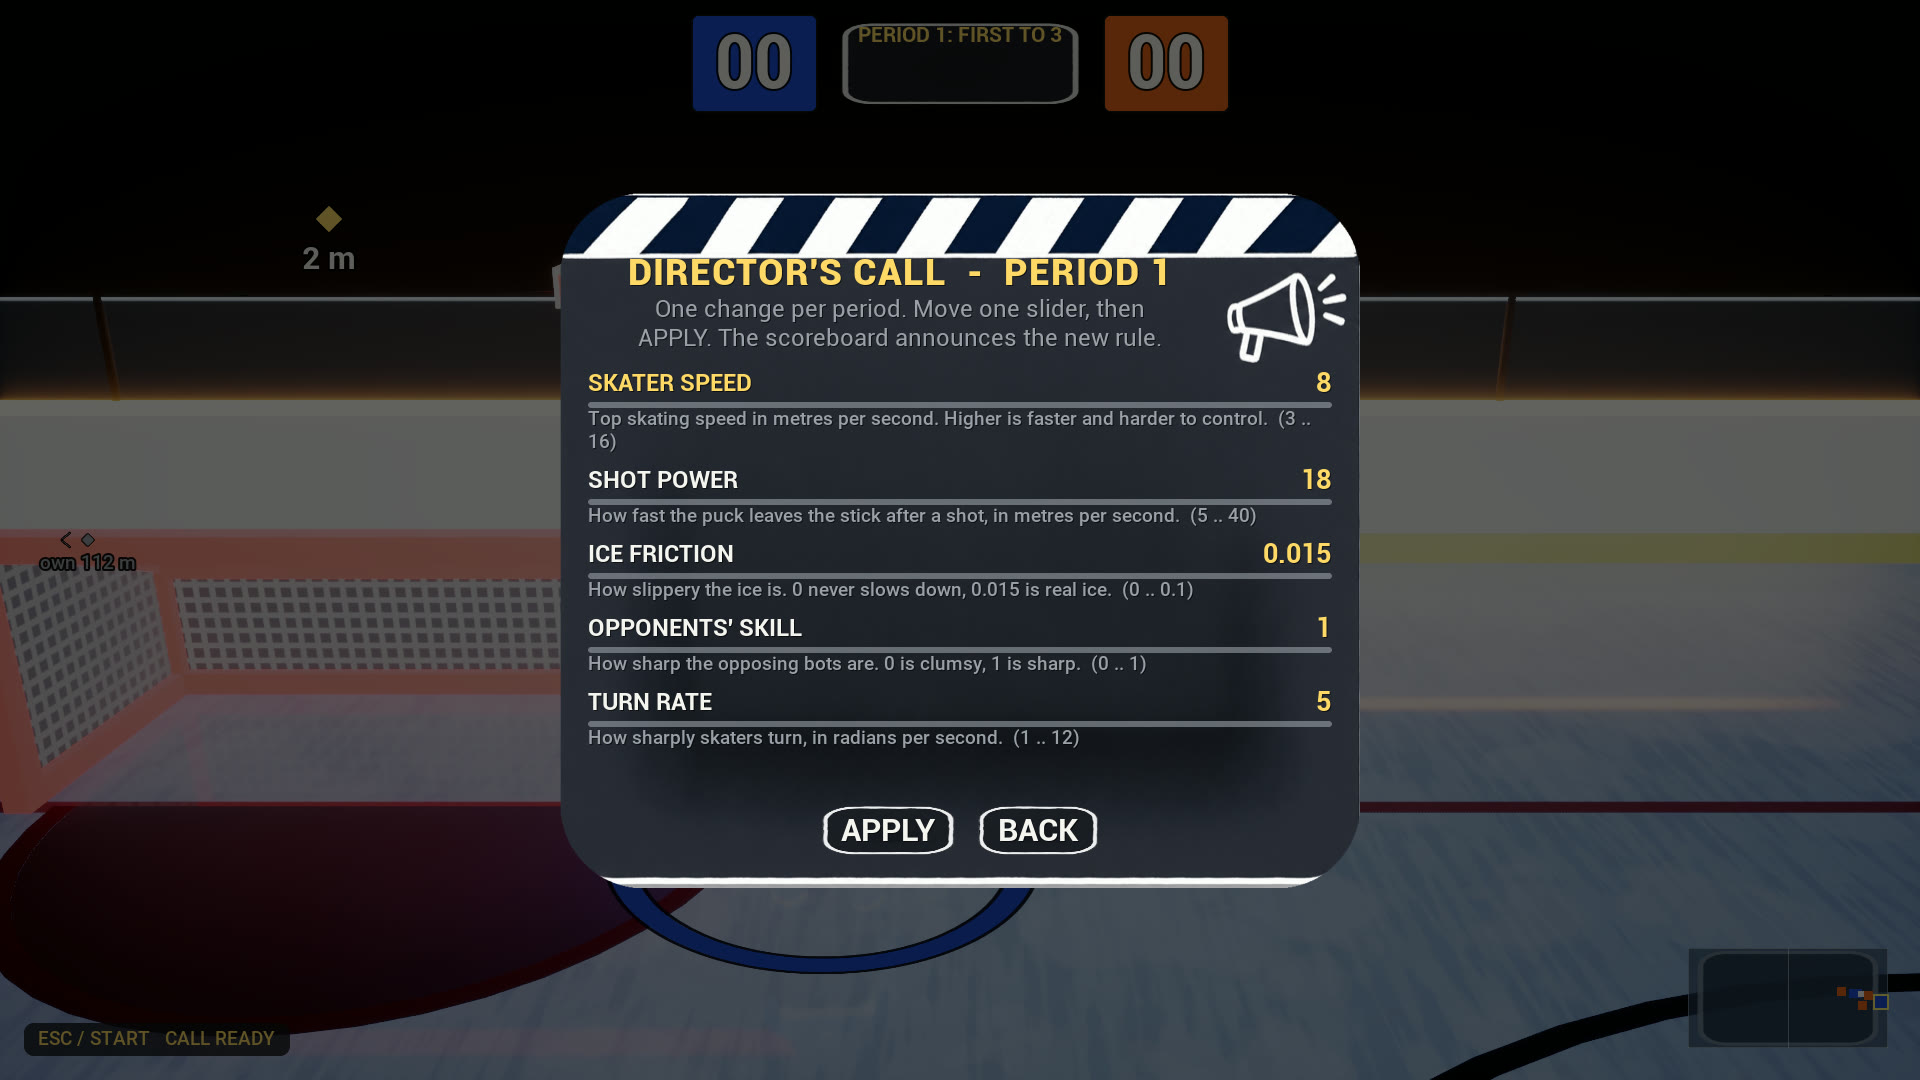 00
PERIOD 1: FIRST TO 3
00
2 m
DIRECTOR'S CALL - PERIOD 1
One change per period. Move one slider, then
APPLY. The scoreboard announces the new rule.
SKATER SPEED 8
Top skating speed in metres per second. Higher is faster and harder to control. (3 ..
16)
SHOT POWER 18
How fast the puck leaves the stick after a shot, in metres per second. (5 .. 40)
ICE FRICTION 0.015
How slippery the ice is. 0 never slows down, 0.015 is real ice. (0 .. 0.1)
own 112 m
OPPONENTS' SKILL 1
How sharp the opposing bots are. 0 is clumsy, 1 is sharp. (0 .. 1)
TURN RATE 5
How sharply skaters turn, in radians per second. (1 .. 12)
APPLY BACK
ESC / START CALL READY